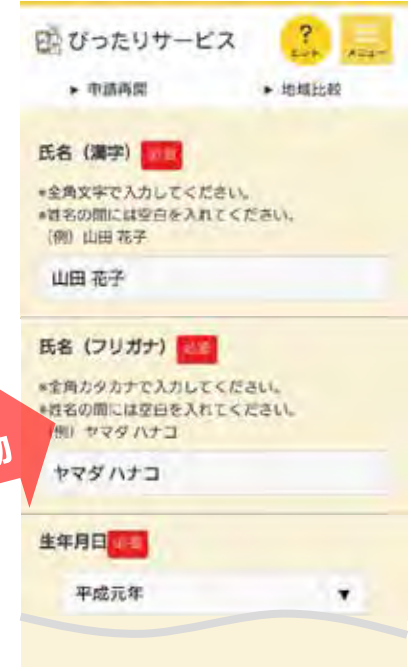 ぴったりサービス
?
ヒント
メニュー
▶ 申請再開
▶ 地域比較
氏名（漢字） 必須
*全角文字で入力してください。
*姓名の間には空白を入れてください。
（例）山田 花子
山田 花子
氏名（フリガナ） 必須
*全角カタカナで入力してください。
*姓名の間には空白を入れてください。
（例）ヤマダ ハナコ
ヤマダ ハナコ
生年月日 必須
平成元年 ▼